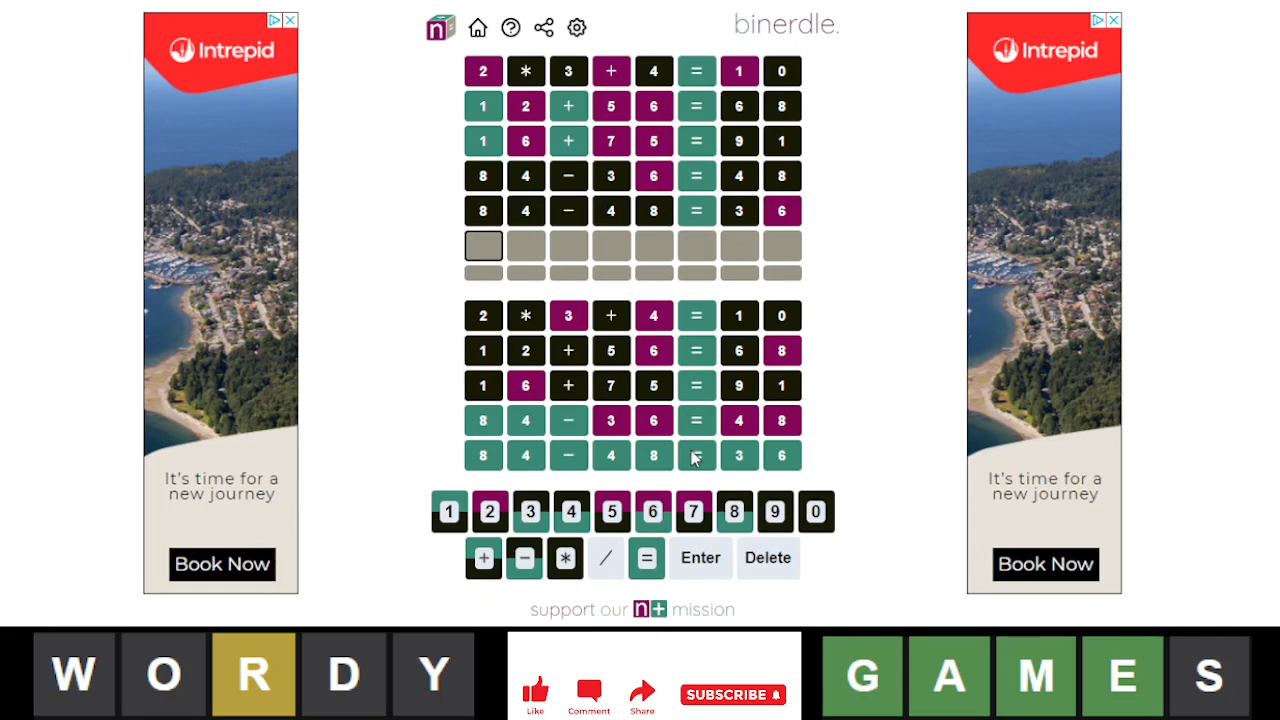 Intrepid
It's time for a
new journey
Book Now
n
binerdle.
2 * 3 + 4 = 1 0
1 2 + 5 6 = 6 8
1 6 + 7 5 = 9 1
8 4 - 3 6 = 4 8
8 4 - 4 8 = 3 6
2 * 3 + 4 = 1 0
1 2 + 5 6 = 6 8
1 6 + 7 5 = 9 1
8 4 - 3 6 = 4 8
8 4 - 4 8 = 3 6
1 2 3 4 5 6 7 8 9 0
+ - * / = Enter Delete
support our n+ mission
Intrepid
It's time for a
new journey
Book Now
W O R D Y
Like Comment Share SUBSCRIBE
G A M E S